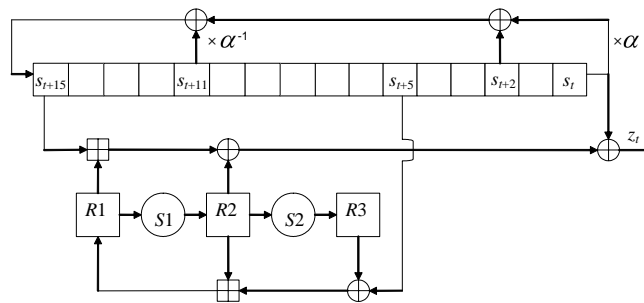 × α⁻¹
× α
s_{t+15} s_{t+11} s_{t+5} s_{t+2} s_t
z_t
R1 S1 R2 S2 R3